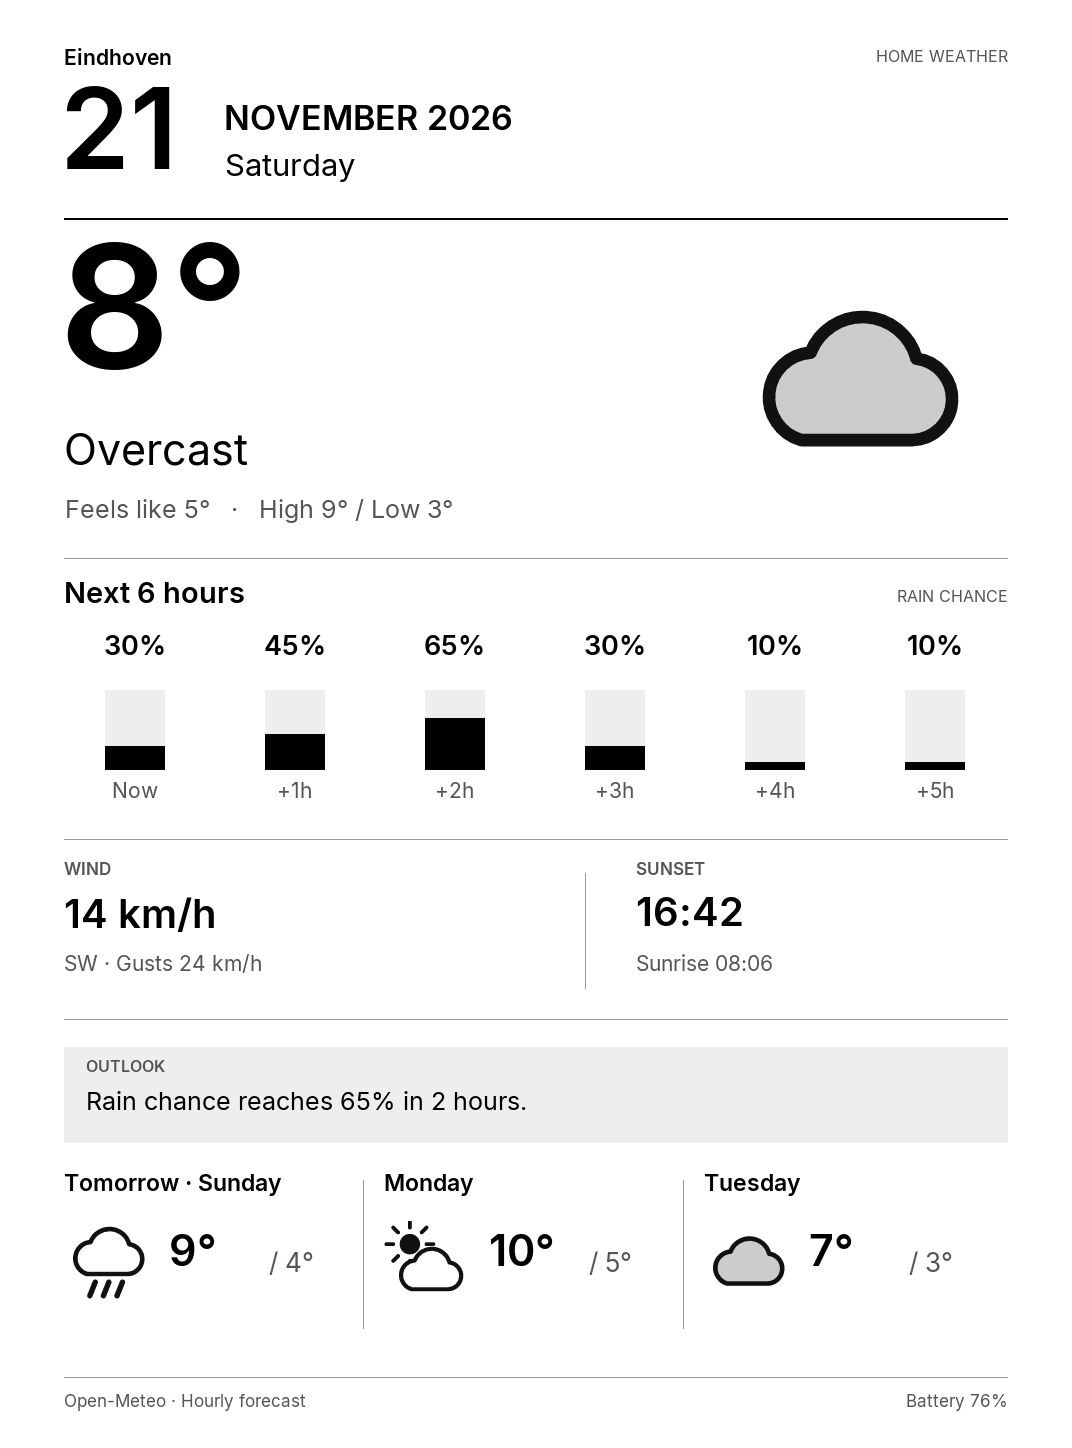 Eindhoven
HOME WEATHER
21
NOVEMBER 2026
Saturday
8°
Overcast
Feels like 5° · High 9° / Low 3°
Next 6 hours
RAIN CHANCE
30% 45% 65% 30% 10% 10%
Now +1h +2h +3h +4h +5h
WIND
14 km/h
SW · Gusts 24 km/h
SUNSET
16:42
Sunrise 08:06
OUTLOOK
Rain chance reaches 65% in 2 hours.
Tomorrow · Sunday
9° / 4°
Monday
10° / 5°
Tuesday
7° / 3°
Open-Meteo · Hourly forecast
Battery 76%